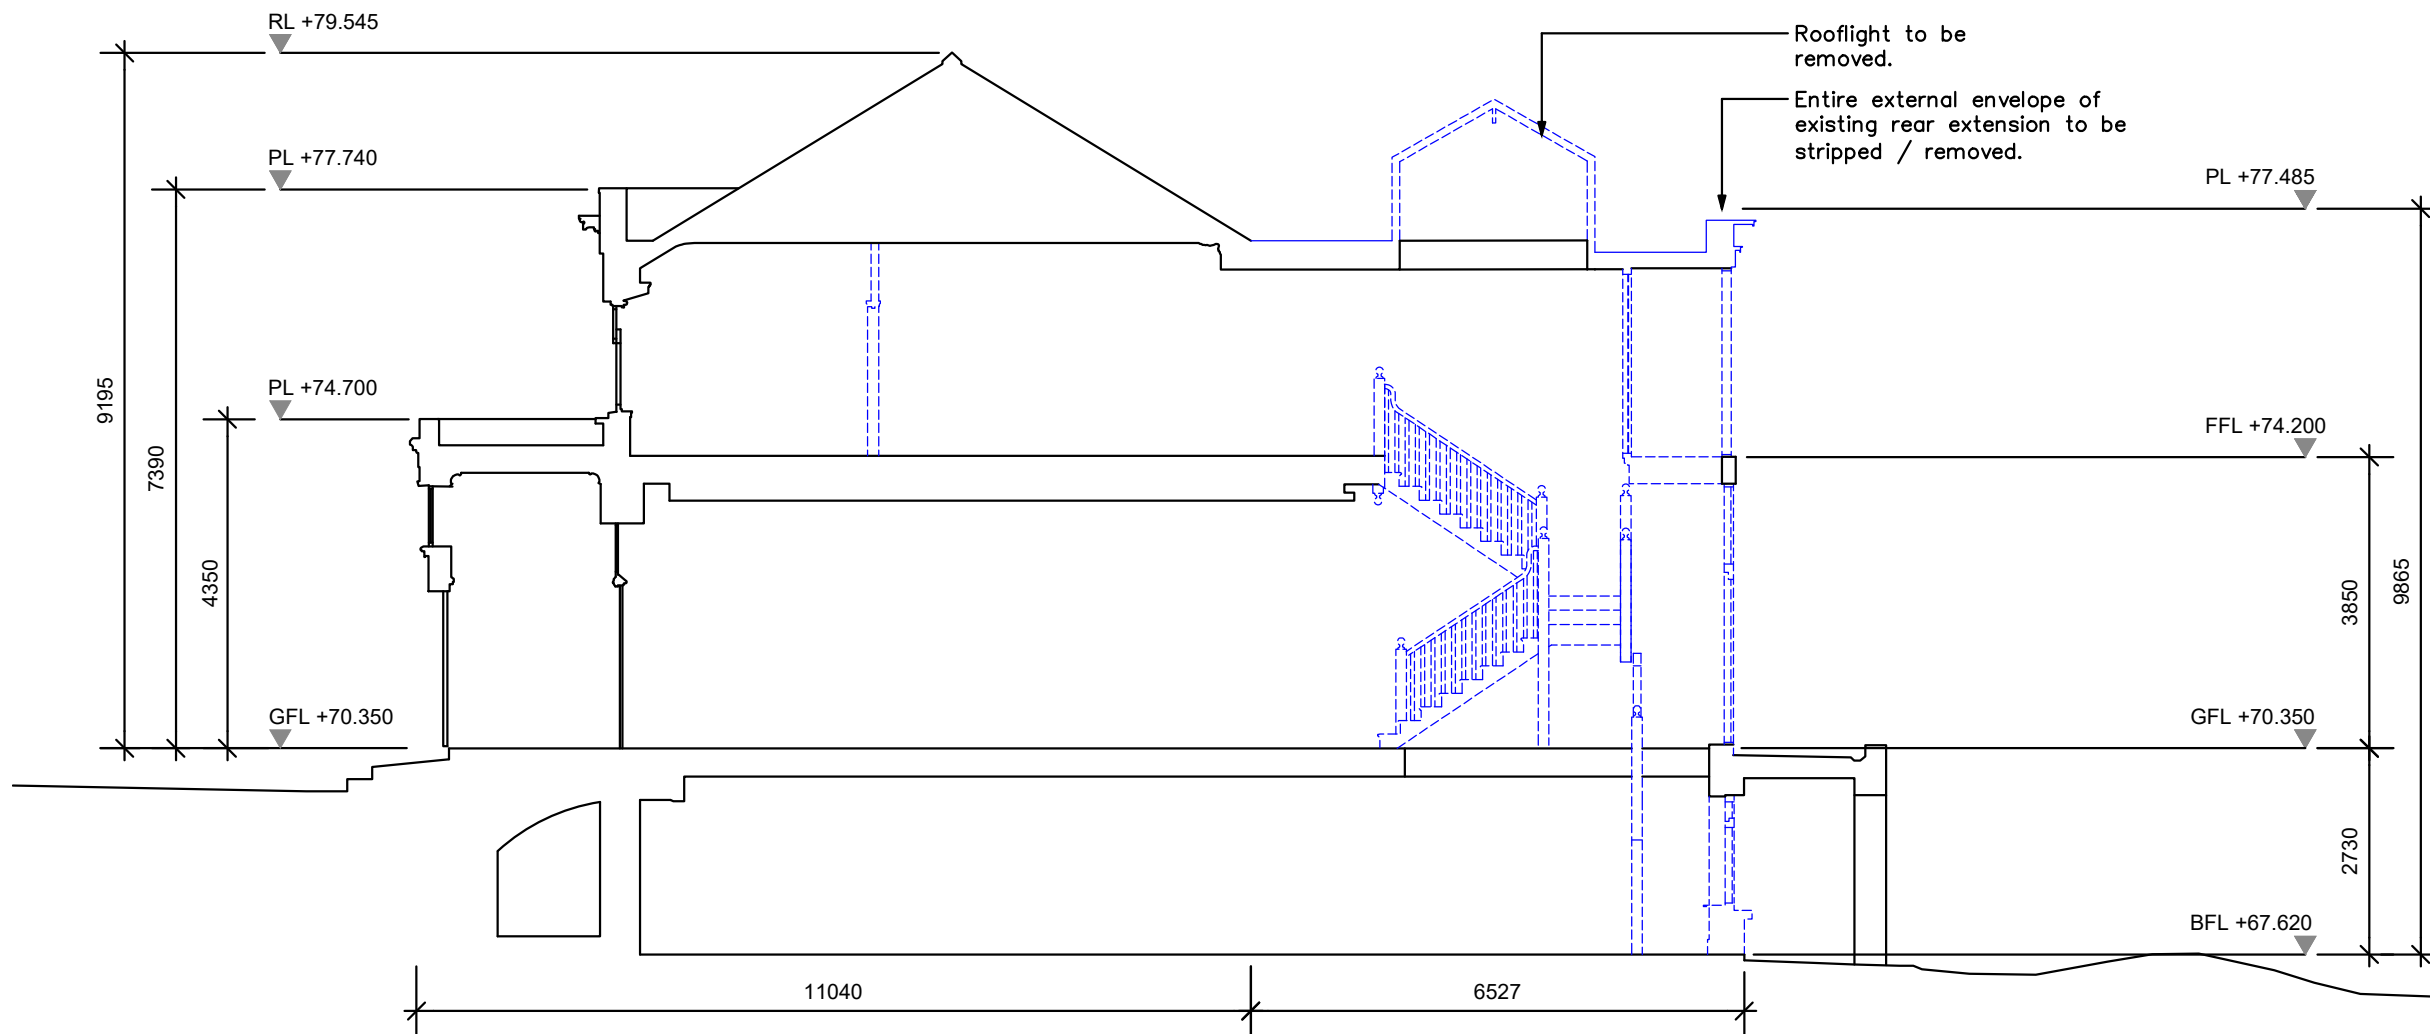 RL +79.545
Rooflight to be
removed.
Entire external envelope of
existing rear extension to be
stripped / removed.
PL +77.740
PL +77.485
PL +74.700
FFL +74.200
GFL +70.350
GFL +70.350
BFL +67.620
9195
7390
4350
3850
9865
2730
11040
6527